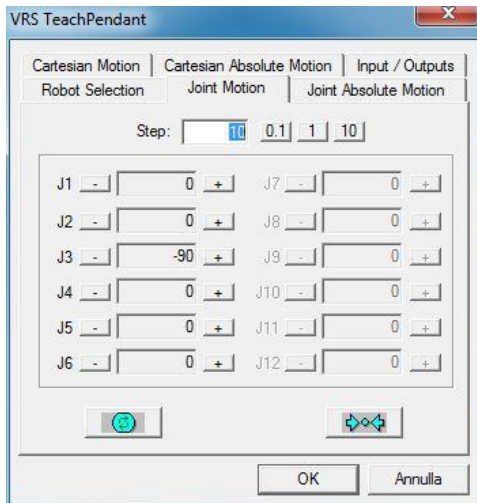 VRS TeachPendant
Cartesian Motion Cartesian Absolute Motion Input / Outputs
Robot Selection Joint Motion Joint Absolute Motion
Step: 10 0.1 1 10
J1 - 0 + J7 - 0 +
J2 - 0 + J8 - 0 +
J3 - -90 + J9 - 0 +
J4 - 0 + J10 - 0 +
J5 - 0 + J11 - 0 +
J6 - 0 + J12 - 0 +
OK Annulla